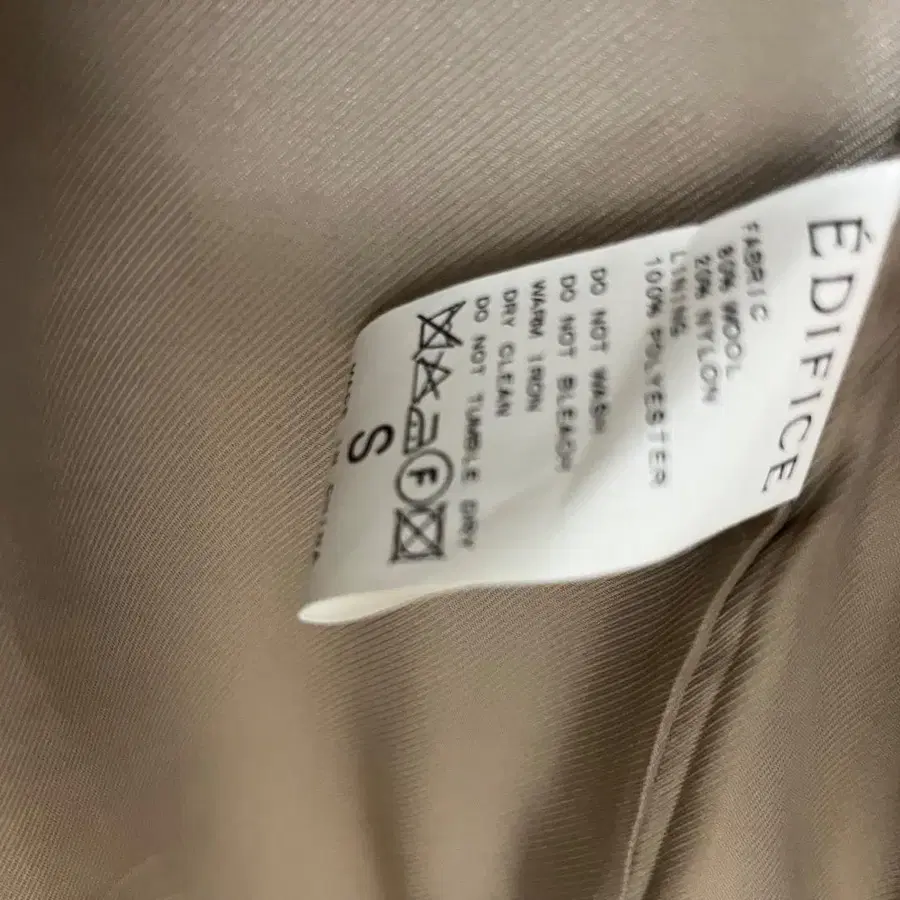 ÉDIFICE
FABRIC
80% WOOL
20% NYLON
LINING
100% POLYESTER
DO NOT WASH
DO NOT BLEACH
WARM IRON
DRY CLEAN
DO NOT TUMBLE DRY
F
S